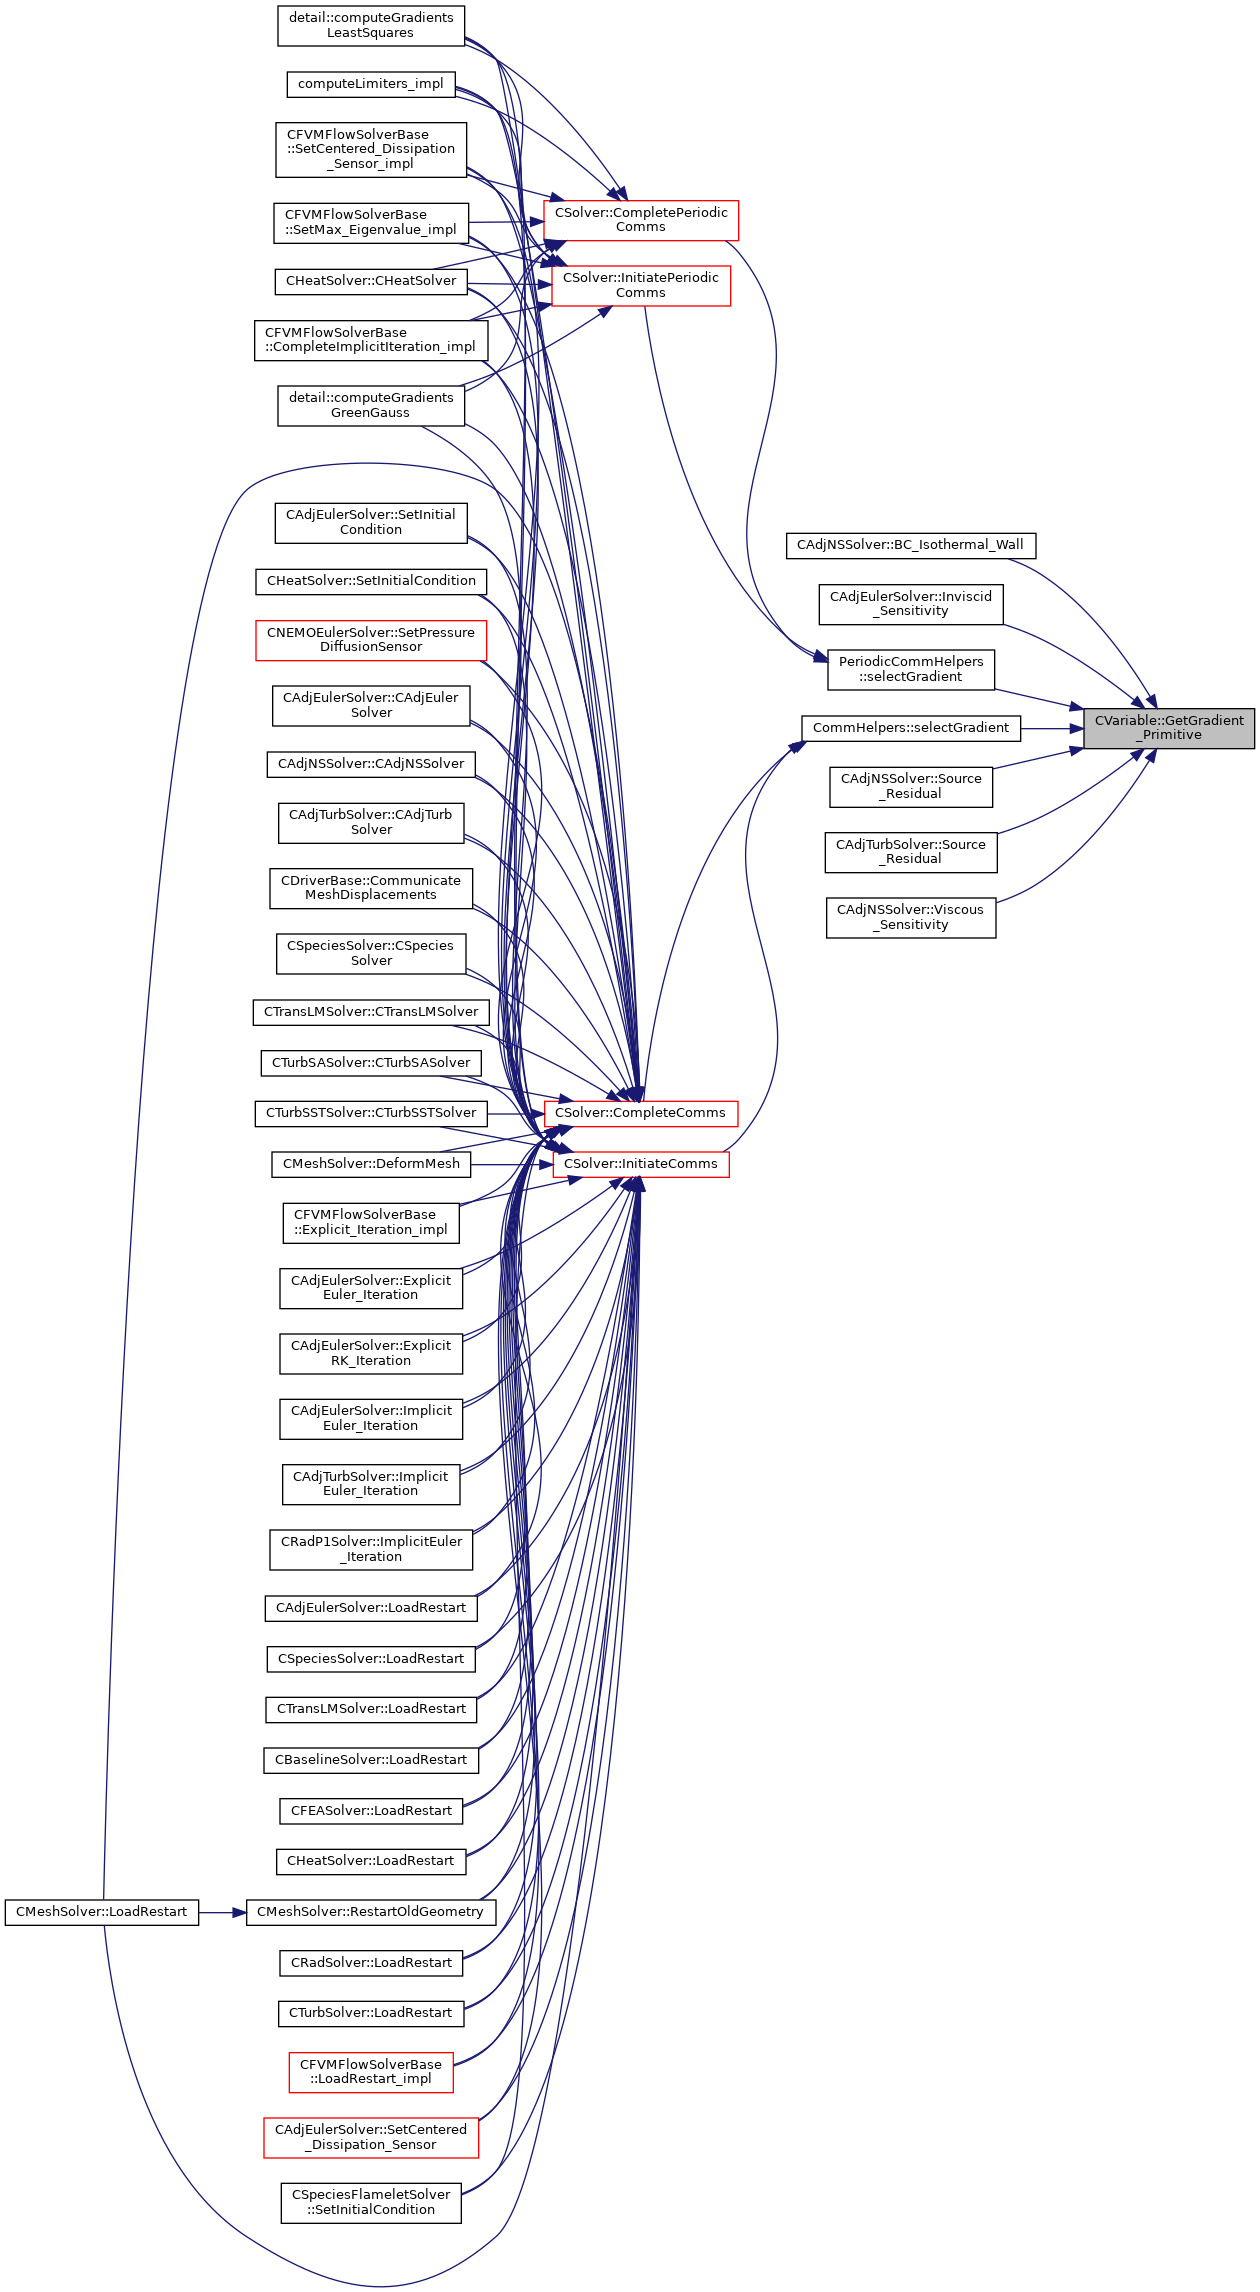 detail::computeGradients
LeastSquares
computeLimiters_impl
CFVMFlowSolverBase
::SetCentered_Dissipation
_Sensor_impl
CFVMFlowSolverBase
::SetMax_Eigenvalue_impl
CHeatSolver::CHeatSolver
CFVMFlowSolverBase
::CompleteImplicitIteration_impl
detail::computeGradients
GreenGauss
CAdjEulerSolver::SetInitial
Condition
CHeatSolver::SetInitialCondition
CNEMOEulerSolver::SetPressure
DiffusionSensor
CAdjEulerSolver::CAdjEuler
Solver
CAdjNSSolver::CAdjNSSolver
CAdjTurbSolver::CAdjTurb
Solver
CDriverBase::Communicate
MeshDisplacements
CSpeciesSolver::CSpecies
Solver
CTransLMSolver::CTransLMSolver
CTurbSASolver::CTurbSASolver
CTurbSSTSolver::CTurbSSTSolver
CMeshSolver::DeformMesh
CFVMFlowSolverBase
::Explicit_Iteration_impl
CAdjEulerSolver::Explicit
Euler_Iteration
CAdjEulerSolver::Explicit
RK_Iteration
CAdjEulerSolver::Implicit
Euler_Iteration
CAdjTurbSolver::Implicit
Euler_Iteration
CRadP1Solver::ImplicitEuler
_Iteration
CAdjEulerSolver::LoadRestart
CSpeciesSolver::LoadRestart
CTransLMSolver::LoadRestart
CBaselineSolver::LoadRestart
CFEASolver::LoadRestart
CHeatSolver::LoadRestart
CMeshSolver::LoadRestart
CMeshSolver::RestartOldGeometry
CRadSolver::LoadRestart
CTurbSolver::LoadRestart
CFVMFlowSolverBase
::LoadRestart_impl
CAdjEulerSolver::SetCentered
_Dissipation_Sensor
CSpeciesFlameletSolver
::SetInitialCondition
CSolver::CompletePeriodic
Comms
CSolver::InitiatePeriodic
Comms
CSolver::CompleteComms
CSolver::InitiateComms
CAdjNSSolver::BC_Isothermal_Wall
CAdjEulerSolver::Inviscid
_Sensitivity
PeriodicCommHelpers
::selectGradient
CommHelpers::selectGradient
CAdjNSSolver::Source
_Residual
CAdjTurbSolver::Source
_Residual
CAdjNSSolver::Viscous
_Sensitivity
CVariable::GetGradient
_Primitive